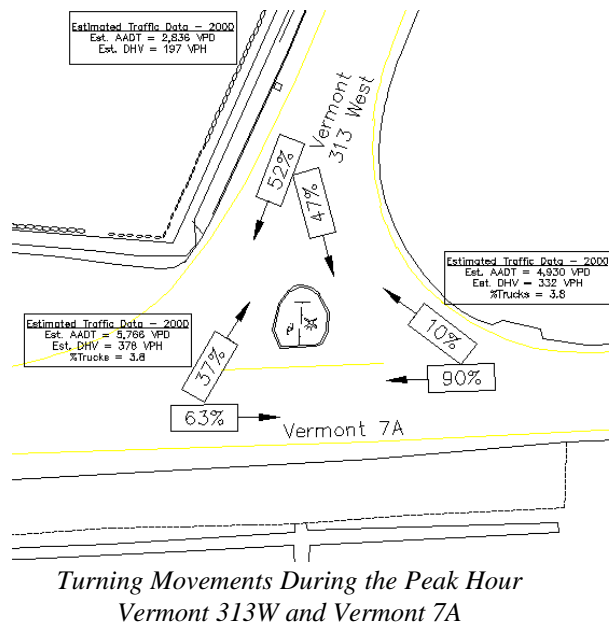 Estimated Traffic Data - 2000
Est. AADT = 2,836 VPD
Est. DHV = 197 VPH
Vermont
313 West
52%
47%
Estimated Traffic Data - 2000
Est. AADT = 4,930 VPD
Est. DHV = 332 VPH
%Trucks = 3.8
Estimated Traffic Data - 2000
Est. AADT = 5,766 VPD
Est. DHV = 378 VPH
%Trucks = 3.8
37%
10%
90%
63%
Vermont 7A
Turning Movements During the Peak Hour
Vermont 313W and Vermont 7A